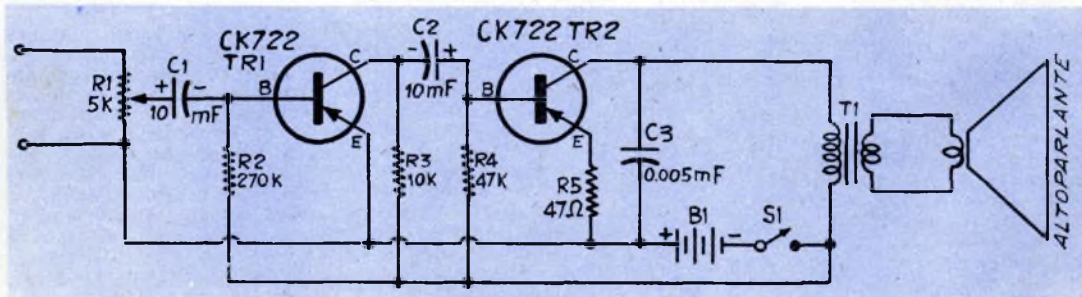 CK722
TR1
C2
- +
10mF
CK722 TR2
R1
5K
C1
+ -
10 mF
B
C
E
R2
270K
R3
10K
R4
47K
B
C
E
R5
47Ω
C3
0.005mF
B1
+ -
S1
T1
ALTOPARLANTE